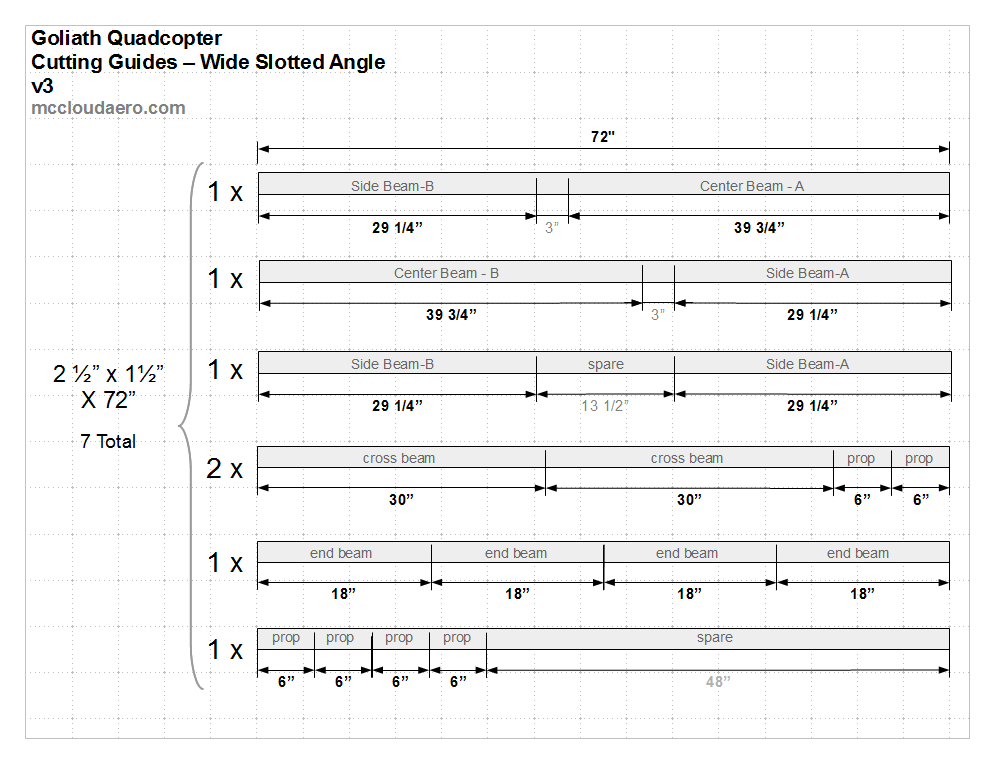 Goliath Quadcopter
Cutting Guides – Wide Slotted Angle
v3
mccloudaero.com
72"
1 x
Side Beam-B
Center Beam - A
29 1/4”
3”
39 3/4”
1 x
Center Beam - B
Side Beam-A
39 3/4”
3”
29 1/4”
1 x
Side Beam-B
spare
Side Beam-A
29 1/4”
13 1/2”
29 1/4”
2 ½” x 1½”
X 72”
7 Total
2 x
cross beam
cross beam
prop
prop
30”
30”
6”
6”
1 x
end beam
end beam
end beam
end beam
18”
18”
18”
18”
1 x
prop
prop
prop
prop
spare
6”
6”
6”
6”
48”